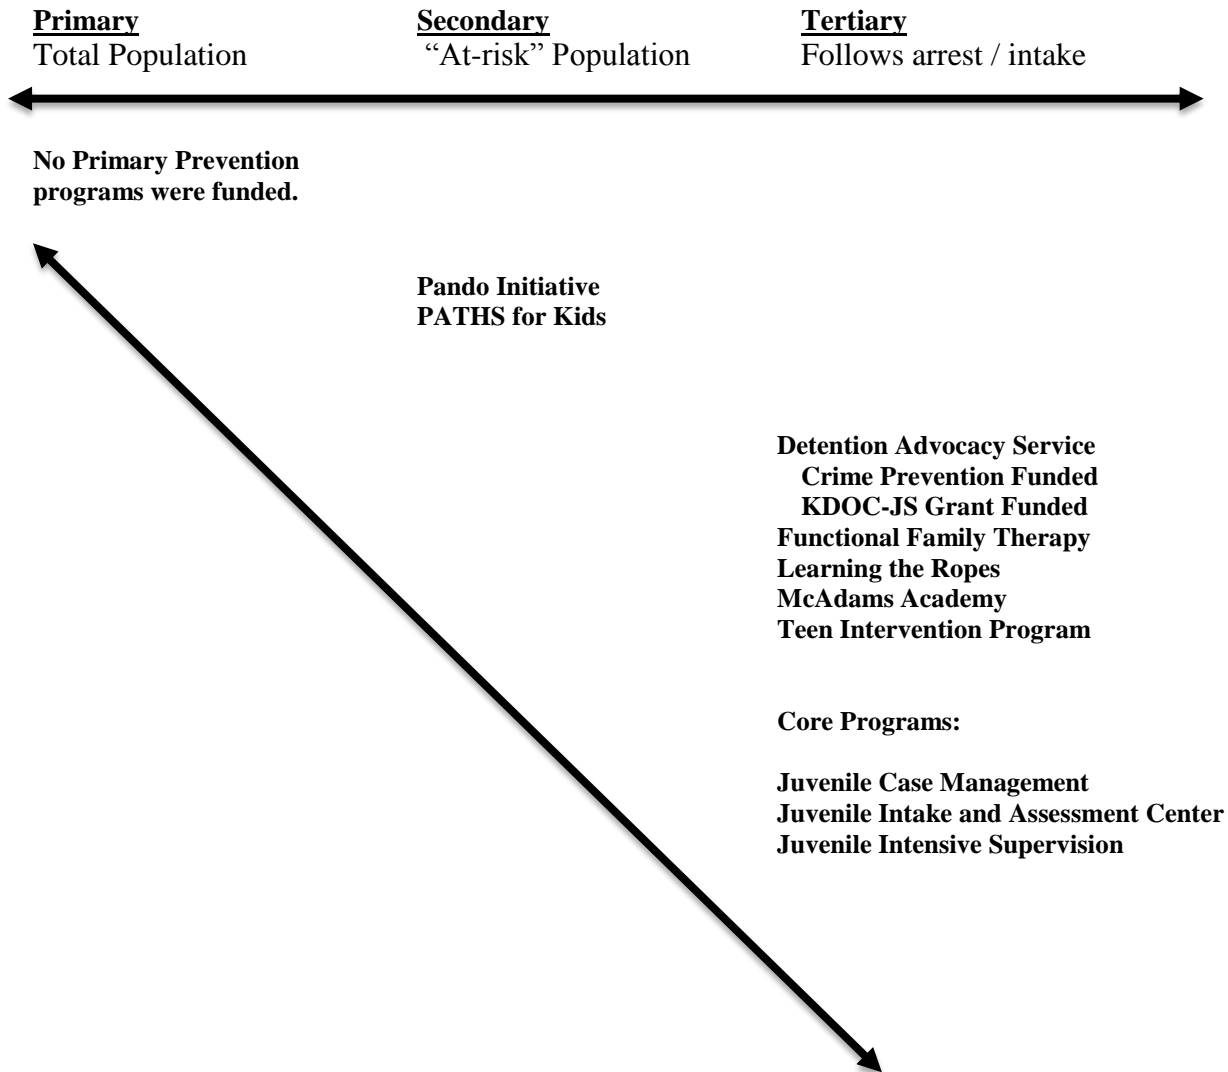 Primary
Total Population
Secondary
“At-risk” Population
Tertiary
Follows arrest / intake
No Primary Prevention
programs were funded.
Pando Initiative
PATHS for Kids
Detention Advocacy Service
Crime Prevention Funded
KDOC-JS Grant Funded
Functional Family Therapy
Learning the Ropes
McAdams Academy
Teen Intervention Program
Core Programs:
Juvenile Case Management
Juvenile Intake and Assessment Center
Juvenile Intensive Supervision